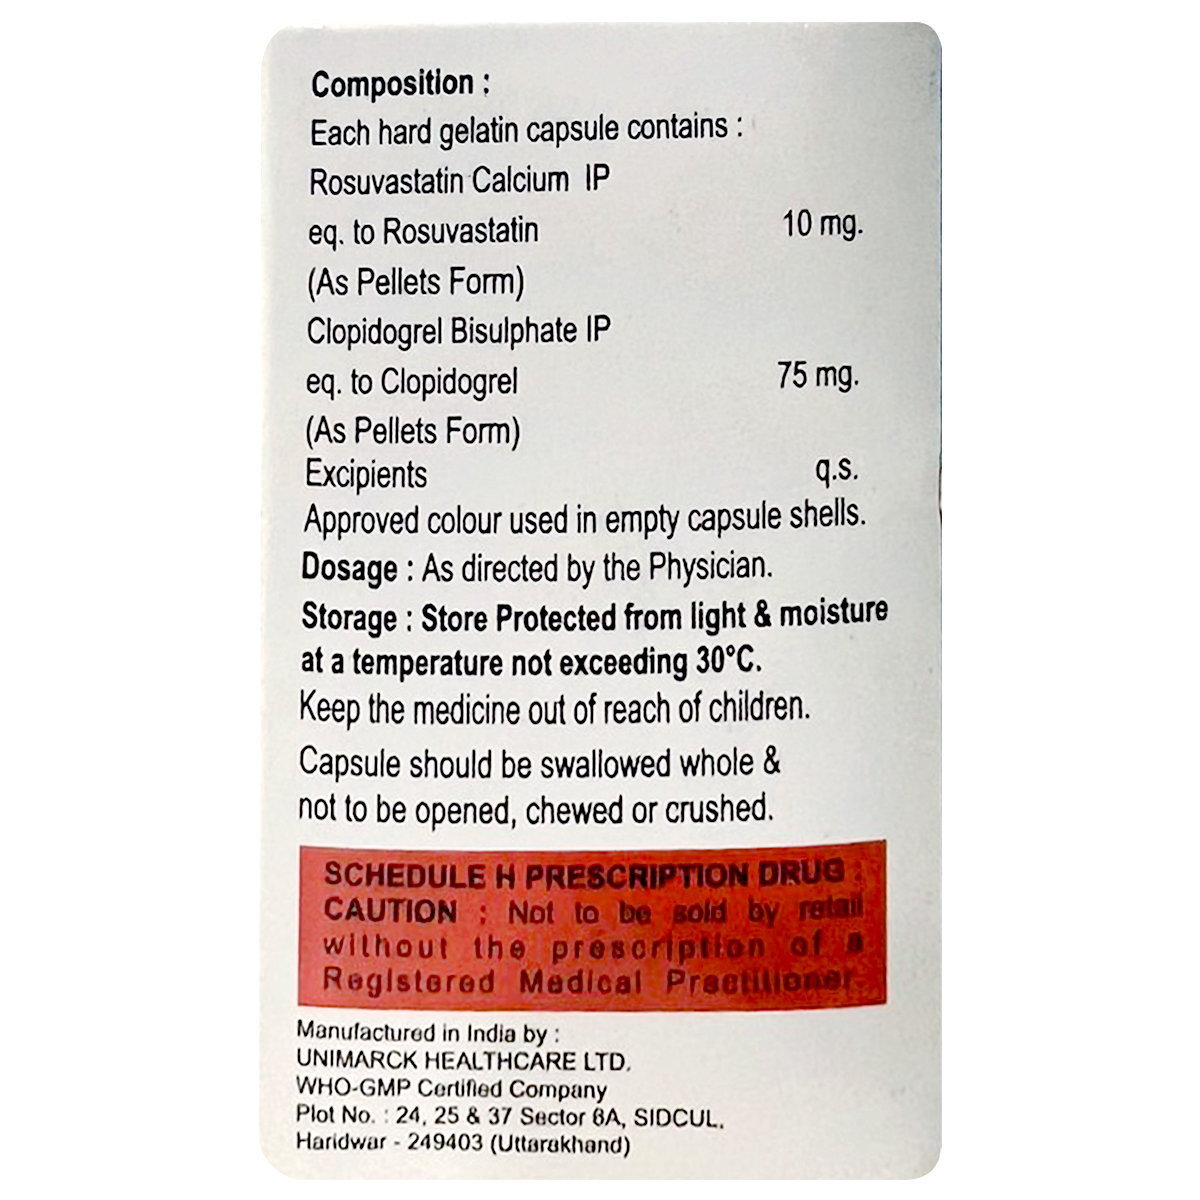 Composition :
Each hard gelatin capsule contains :
Rosuvastatin Calcium IP
eq. to Rosuvastatin 10 mg.
(As Pellets Form)
Clopidogrel Bisulphate IP
eq. to Clopidogrel 75 mg.
(As Pellets Form)
Excipients q.s.
Approved colour used in empty capsule shells.
Dosage : As directed by the Physician.
Storage : Store Protected from light & moisture
at a temperature not exceeding 30°C.
Keep the medicine out of reach of children.
Capsule should be swallowed whole &
not to be opened, chewed or crushed.
SCHEDULE H PRESCRIPTION DRUG :
CAUTION : Not to be sold by retail
without the prescription of a
Registered Medical Practitioner
Manufactured in India by :
UNIMARCK HEALTHCARE LTD.
WHO-GMP Certified Company
Plot No. : 24, 25 & 37 Sector 6A, SIDCUL,
Haridwar - 249403 (Uttarakhand)